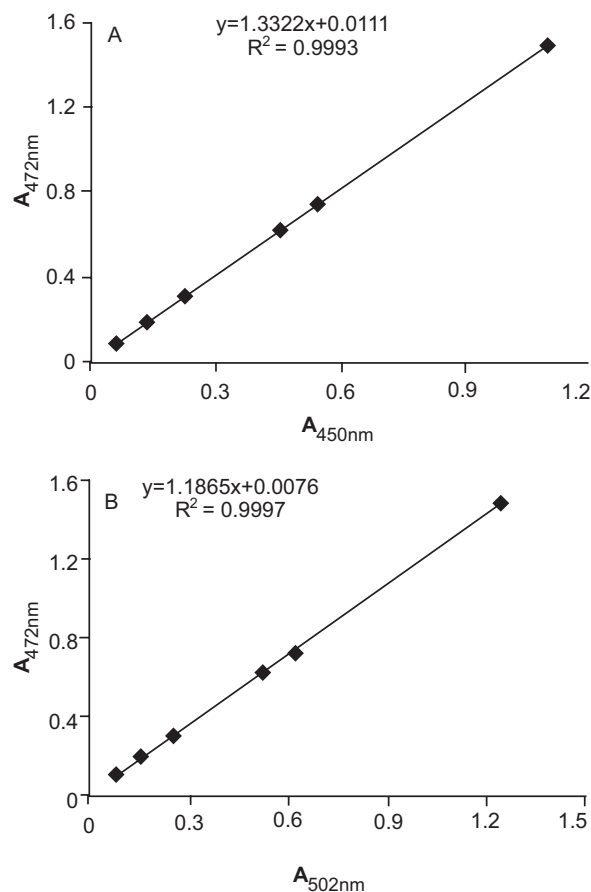 A
y=1.3322x+0.0111
R² = 0.9993
1.6
1.2
0.8
0.4
0
A472nm
0 0.3 0.6 0.9 1.2
A450nm
B
y=1.1865x+0.0076
R² = 0.9997
1.6
1.2
0.8
0.4
0
A472nm
0 0.3 0.6 0.9 1.2 1.5
A502nm